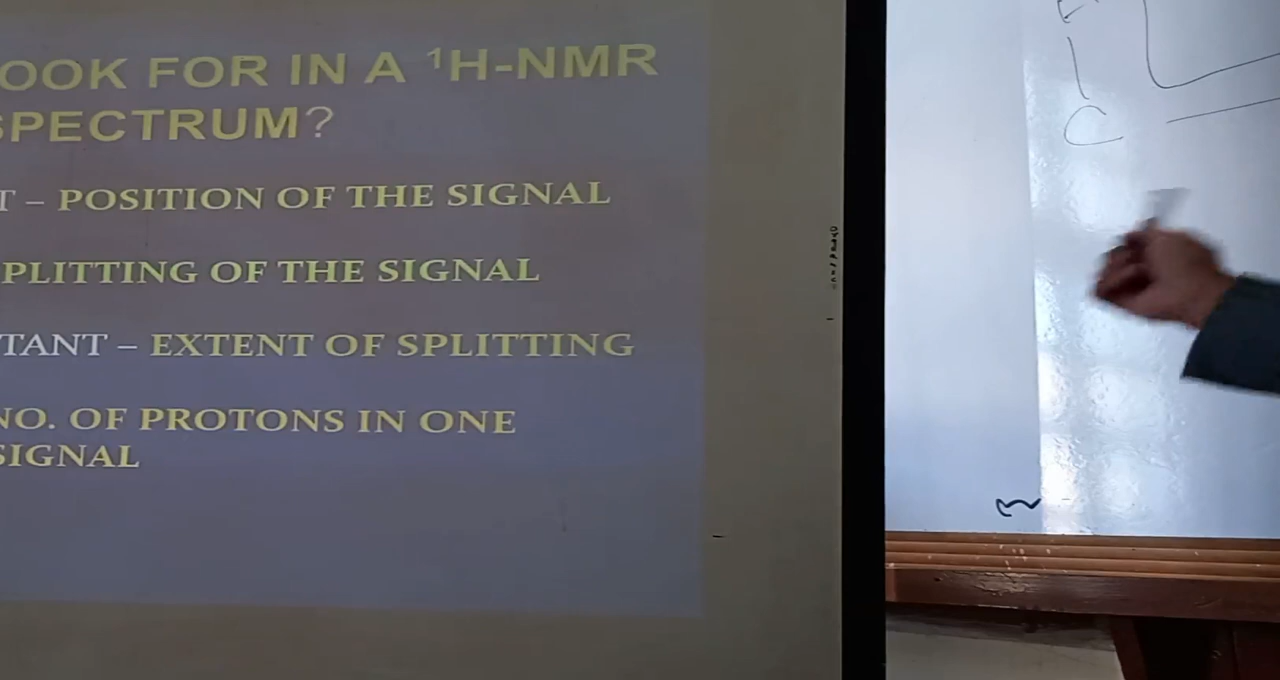 OOK FOR IN A ¹H-NMR
SPECTRUM?
T – POSITION OF THE SIGNAL
PLITTING OF THE SIGNAL
TANT – EXTENT OF SPLITTING
NO. OF PROTONS IN ONE
SIGNAL
C